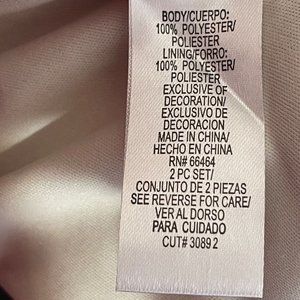 BODY/CUERPO:
100% POLYESTER/
POLIESTER
LINING/FORRO:
100% POLYESTER/
POLIESTER
EXCLUSIVE OF
DECORATION/
EXCLUSIVO DE
DECORACION
MADE IN CHINA/
HECHO EN CHINA
RN# 66464
2 PC SET/
CONJUNTO DE 2 PIEZAS
SEE REVERSE FOR CARE/
VER AL DORSO
PARA CUIDADO
CUT# 30892